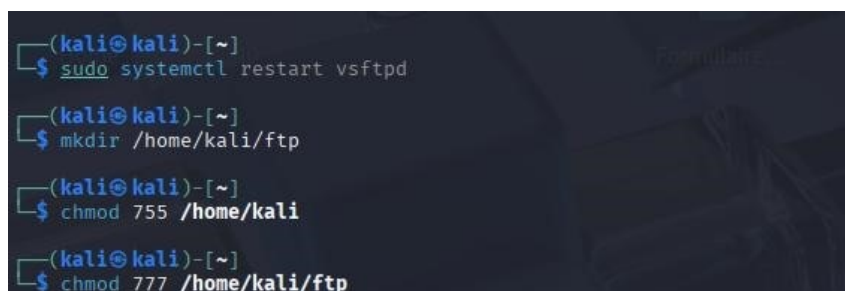 ┌──(kali㉿kali)-[~]
└─$ sudo systemctl restart vsftpd
┌──(kali㉿kali)-[~]
└─$ mkdir /home/kali/ftp
┌──(kali㉿kali)-[~]
└─$ chmod 755 /home/kali
┌──(kali㉿kali)-[~]
└─$ chmod 777 /home/kali/ftp